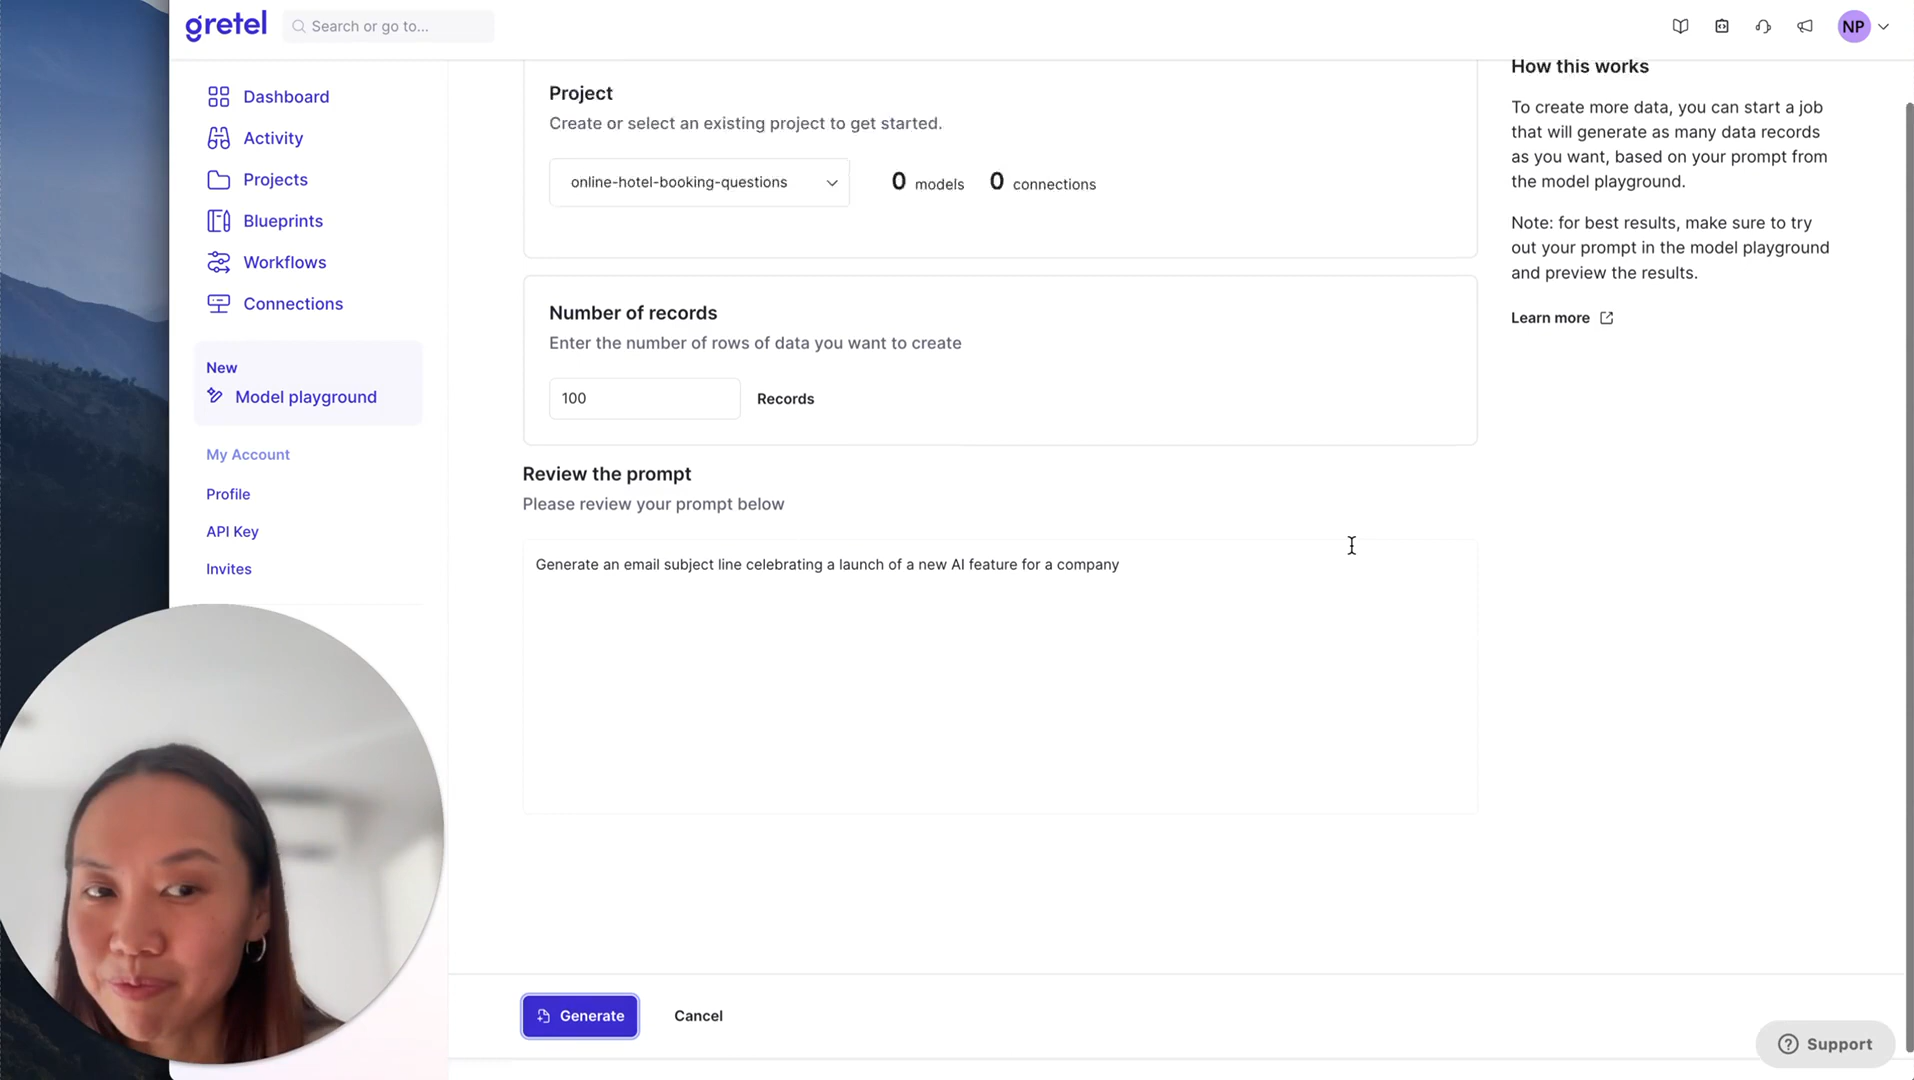 gretel
Search or go to...
NP
Dashboard
Activity
Projects
Blueprints
Workflows
Connections
New
Model playground
My Account
Profile
API Key
Invites
Project
Create or select an existing project to get started.
online-hotel-booking-questions
0 models 0 connections
Number of records
Enter the number of rows of data you want to create
100 Records
Review the prompt
Please review your prompt below
Generate an email subject line celebrating a launch of a new AI feature for a company
Generate Cancel
How this works
To create more data, you can start a job
that will generate as many data records
as you want, based on your prompt from
the model playground.
Note: for best results, make sure to try
out your prompt in the model playground
and preview the results.
Learn more
Support